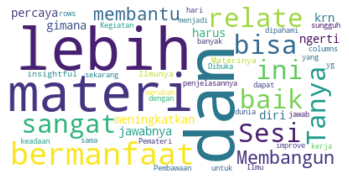 hari
rows
percaya
Kegiatan
menjadi
gimana
membantu
relate
krn
banyak
harus
dipahami
ngerti
insightful
sekarang
Dibuka
columns
lebih
Ilmunya
bisa
Materinya
yang
sungguh
yg
materi
dan
ini
Tanya
mengubah
penjelasannya
dapat
baik
sangat
meningkatkan
dengan
Sesi
diri
jawab
jawabnya
dunia
improve
bermanfaat
Pemateri
Membangun
keadaan
sama
untuk
kerja
Pembawaan
Ilmu